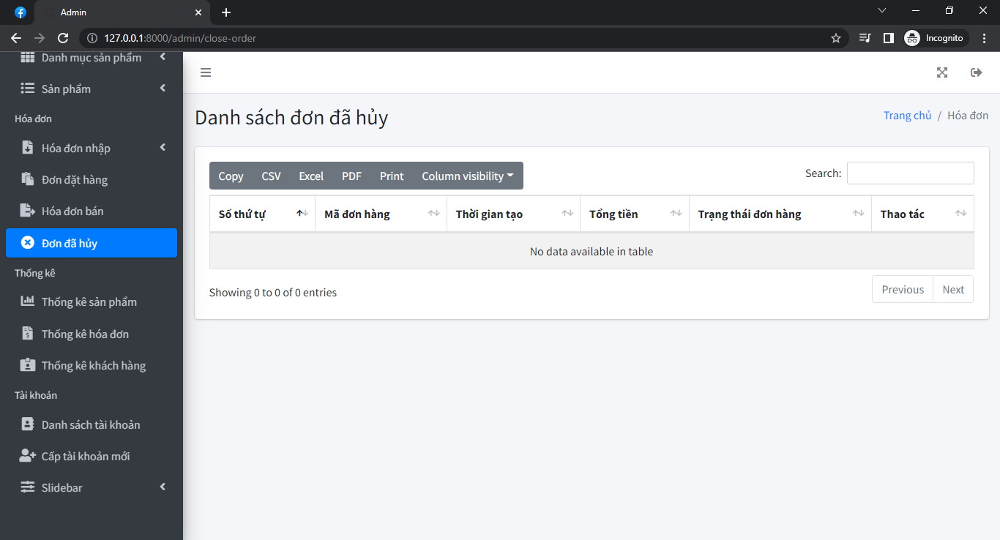 Admin
127.0.0.1:8000/admin/close-order
Incognito
Danh mục sản phẩm
Sản phẩm
Hóa đơn
Hóa đơn nhập
Đơn đặt hàng
Hóa đơn bán
Đơn đã hủy
Thống kê
Thống kê sản phẩm
Thống kê hóa đơn
Thống kê khách hàng
Tài khoản
Danh sách tài khoản
Cấp tài khoản mới
Slidebar
Danh sách đơn đã hủy
Trang chủ / Hóa đơn
Copy CSV Excel PDF Print Column visibility
Search:
Số thứ tự Mã đơn hàng Thời gian tạo Tổng tiền Trạng thái đơn hàng Thao tác
No data available in table
Showing 0 to 0 of 0 entries
Previous Next